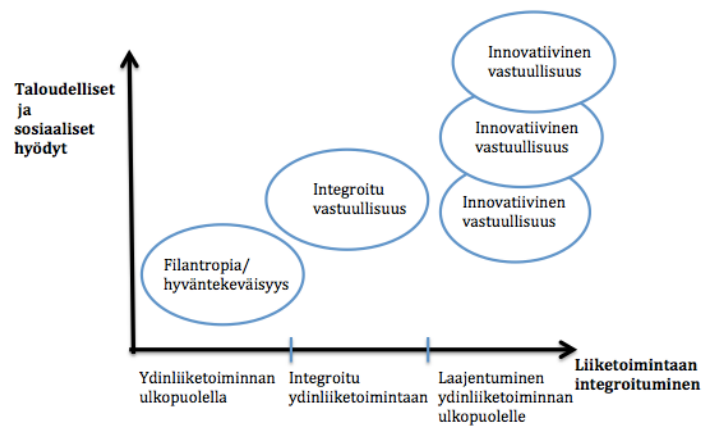 Taloudelliset
ja
sosiaaliset
hyödyt
Innovatiivinen
vastuullisuus
Innovatiivinen
vastuullisuus
Innovatiivinen
vastuullisuus
Integroitu
vastuullisuus
Filantropia/
hyväntekeväisyys
Ydinliiketoiminnan
ulkopuolella
Integroitu
ydinliiketoimintaan
Laajentuminen
ydinliiketoiminnan
ulkopuolelle
Liiketoimintaan
integroituminen